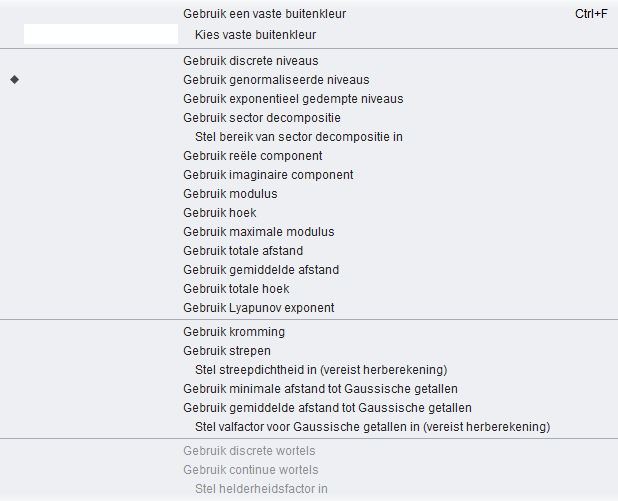 Gebruik een vaste buitenkleur Ctrl+F
Kies vaste buitenkleur
Gebruik discrete niveaus
Gebruik genormaliseerde niveaus
Gebruik exponentieel gedempte niveaus
Gebruik sector decompositie
Stel bereik van sector decompositie in
Gebruik reële component
Gebruik imaginaire component
Gebruik modulus
Gebruik hoek
Gebruik maximale modulus
Gebruik totale afstand
Gebruik gemiddelde afstand
Gebruik totale hoek
Gebruik Lyapunov exponent
Gebruik kromming
Gebruik strepen
Stel streepdichtheid in (vereist herberekening)
Gebruik minimale afstand tot Gaussische getallen
Gebruik gemiddelde afstand tot Gaussische getallen
Stel valfactor voor Gaussische getallen in (vereist herberekening)
Gebruik discrete wortels
Gebruik continue wortels
Stel helderheidsfactor in